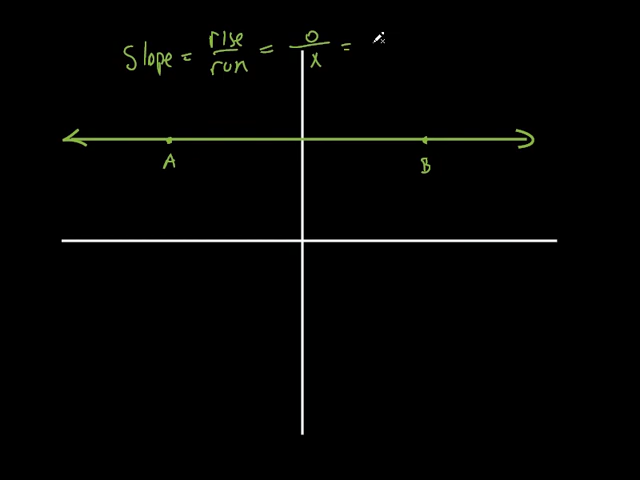 Slope = rise/run = 0/x =
A
B